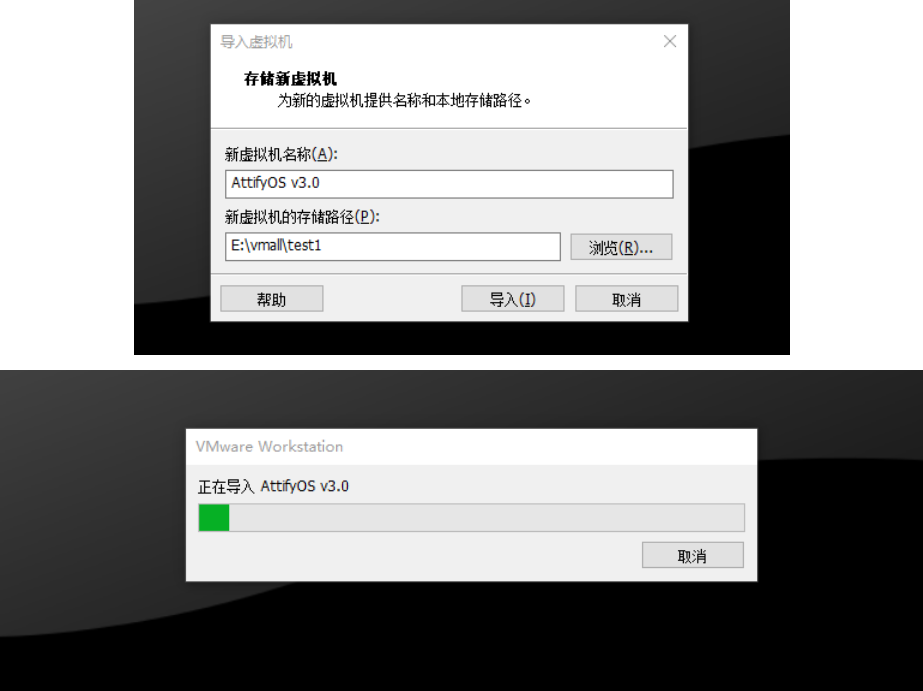 导入虚拟机
存储新虚拟机
为新的虚拟机提供名称和本地存储路径。
新虚拟机名称(A):
AttifyOS v3.0
新虚拟机的存储路径(P):
E:\vmall\test1
浏览(R)...
帮助
导入(I)
取消
VMware Workstation
正在导入 AttifyOS v3.0
取消